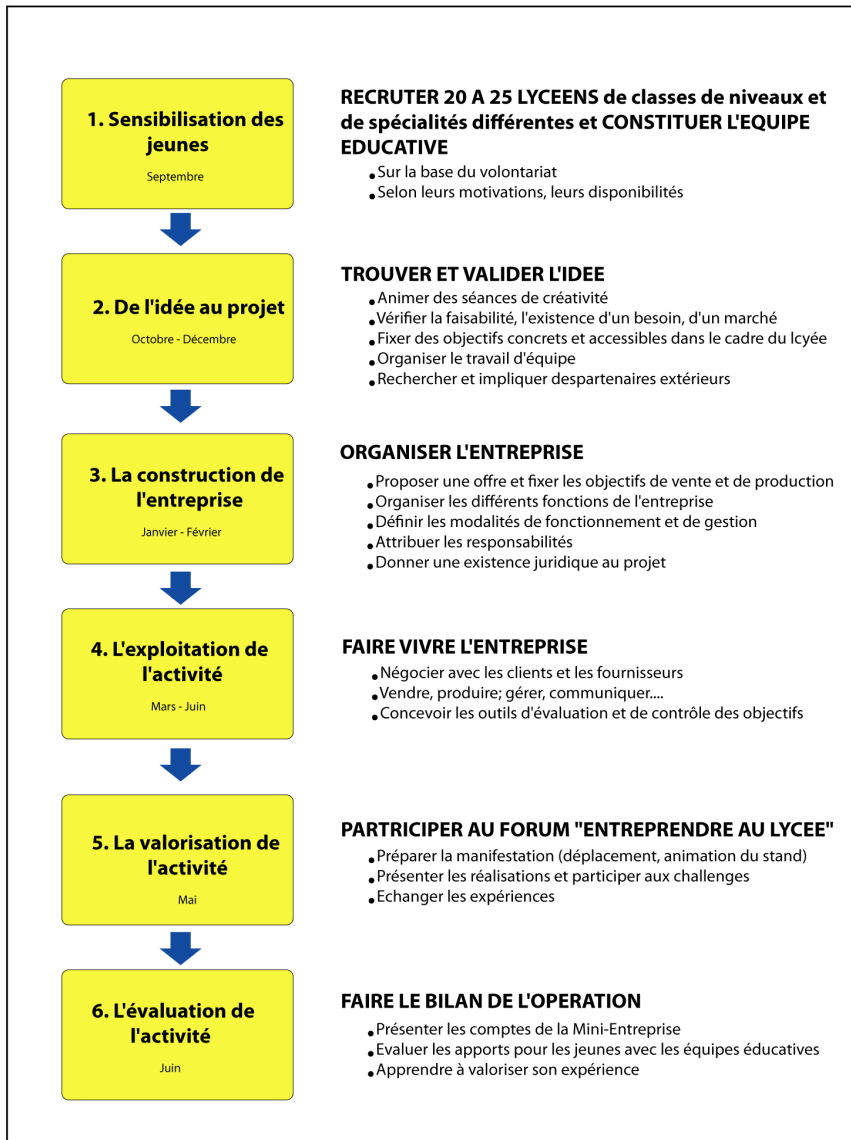 1. Sensibilisation des
jeunes
Septembre
RECRUTER 20 A 25 LYCEENS de classes de niveaux et
de spécialités différentes et CONSTITUER L'EQUIPE
EDUCATIVE
• Sur la base du volontariat
• Selon leurs motivations, leurs disponibilités
2. De l'idée au projet
Octobre - Décembre
TROUVER ET VALIDER L'IDEE
• Animer des séances de créativité
• Vérifier la faisabilité, l'existence d'un besoin, d'un marché
• Fixer des objectifs concrets et accessibles dans le cadre du lcyée
• Organiser le travail d'équipe
• Rechercher et impliquer despartenaires extérieurs
3. La construction de
l'entreprise
Janvier - Février
ORGANISER L'ENTREPRISE
• Proposer une offre et fixer les objectifs de vente et de production
• Organiser les différents fonctions de l'entreprise
• Définir les modalités de fonctionnement et de gestion
• Attribuer les responsabilités
• Donner une existence juridique au projet
4. L'exploitation de
l'activité
Mars - Juin
FAIRE VIVRE L'ENTREPRISE
• Négocier avec les clients et les fournisseurs
• Vendre, produire; gérer, communiquer....
• Concevoir les outils d'évaluation et de contrôle des objectifs
5. La valorisation de
l'activité
Mai
PARTRICIPER AU FORUM "ENTREPRENDRE AU LYCEE"
• Préparer la manifestation (déplacement, animation du stand)
• Présenter les réalisations et participer aux challenges
• Echanger les expériences
6. L'évaluation de
l'activité
Juin
FAIRE LE BILAN DE L'OPERATION
• Présenter les comptes de la Mini-Entreprise
• Evaluer les apports pour les jeunes avec les équipes éducatives
• Apprendre à valoriser son expérience